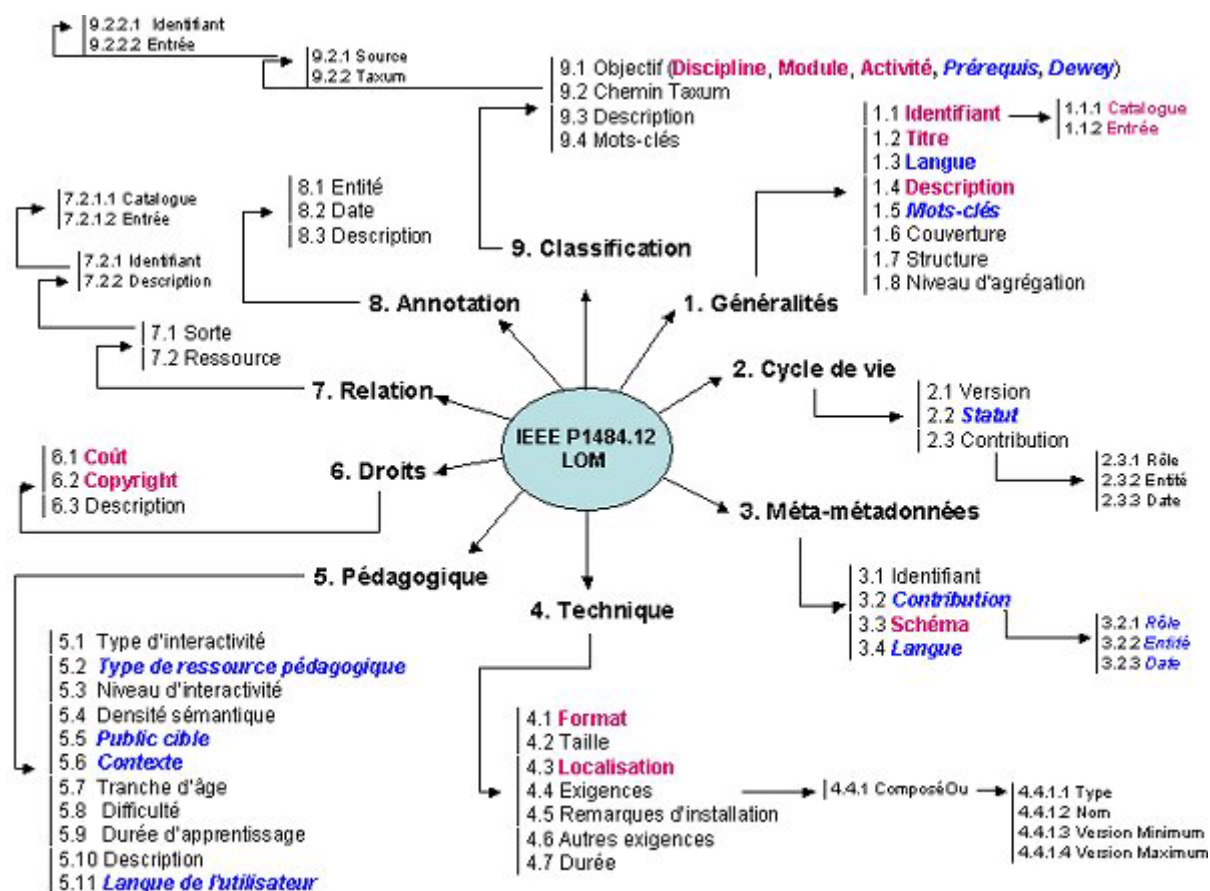 9.2.2.1 Identifiant
9.2.2.2 Entrée
9.2.1 Source
9.2.2 Taxum
9.1 Objectif (Discipline, Module, Activité, Prérequis, Dewey)
9.2 Chemin Taxum
9.3 Description
9.4 Mots-clés
9. Classification
1.1 Identifiant
1.2 Titre
1.3 Langue
1.4 Description
1.5 Mots-clés
1.6 Couverture
1.7 Structure
1.8 Niveau d'agrégation
1.1.1 Catalogue
1.1.2 Entrée
1. Généralités
8.1 Entité
8.2 Date
8.3 Description
8. Annotation
7.2.1.1 Catalogue
7.2.1.2 Entrée
7.2.1 Identifiant
7.2.2 Description
7.1 Sorte
7.2 Ressource
7. Relation
2. Cycle de vie
2.1 Version
2.2 Statut
2.3 Contribution
2.3.1 Rôle
2.3.2 Entité
2.3.3 Date
IEEE P1484.12
LOM
6.1 Coût
6.2 Copyright
6.3 Description
6. Droits
3. Méta-métadonnées
3.1 Identifiant
3.2 Contribution
3.3 Schéma
3.4 Langue
3.2.1 Rôle
3.2.2 Entité
3.2.3 Date
5. Pédagogique
5.1 Type d'interactivité
5.2 Type de ressource pédagogique
5.3 Niveau d'interactivité
5.4 Densité sémantique
5.5 Public cible
5.6 Contexte
5.7 Tranche d'âge
5.8 Difficulté
5.9 Durée d'apprentissage
5.10 Description
5.11 Langue de l'utilisateur
4. Technique
4.1 Format
4.2 Taille
4.3 Localisation
4.4 Exigences
4.5 Remarques d'installation
4.6 Autres exigences
4.7 Durée
4.4.1 ComposéOu
4.4.1.1 Type
4.4.1.2 Nom
4.4.1.3 Version Minimum
4.4.1.4 Version Maximum